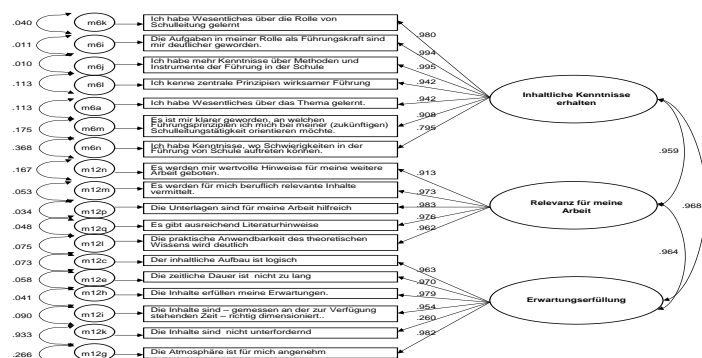 .040 m6k Ich habe Wesentliches über die Rolle von
Schulleitung gelernt
.980
.011 m6i Die Aufgaben in meiner Rolle als Führungskraft sind
mir deutlicher geworden.
.994
.010 m6j Ich habe mehr Kenntnisse über Methoden und
Instrumente der Führung in der Schule
.995
.113 m6l Ich kenne zentrale Prinzipien wirksamer Führung
.942
.113 m6a Ich habe Wesentliches über das Thema gelernt.
.942
.175 m6m Es ist mir klarer geworden, an welchen
Führungsprinzipien ich mich bei meiner (zukünftigen)
Schulleitungstätigkeit orientieren möchte.
.908
.368 m6n Ich habe Kenntnisse, wo Schwierigkeiten in der
Führung von Schule auftreten können.
.795
Inhaltliche Kenntnisse
erhalten
.959
.167 m12n Es werden mir wertvolle Hinweise für meine weitere
Arbeit geboten.
.913
.053 m12m Es werden für mich beruflich relevante Inhalte
vermittelt.
.973
.034 m12p Die Unterlagen sind für meine Arbeit hilfreich
.983
.048 m12q Es gibt ausreichend Literaturhinweise
.976
.075 m12l Die praktische Anwendbarkeit des theoretischen
Wissens wird deutlich
.962
Relevanz für meine
Arbeit
.968
.964
.073 m12c Der inhaltliche Aufbau ist logisch
.963
.058 m12e Die zeitliche Dauer ist nicht zu lang
.970
.041 m12h Die Inhalte erfüllen meine Erwartungen.
.979
.090 m12i Die Inhalte sind – gemessen an der zur Verfügung
stehenden Zeit – richtig dimensioniert..
.954
.933 m12k Die Inhalte sind nicht unterfordernd
.260
.266 m12g Die Atmosphäre ist für mich angenehm
.982
Erwartungserfüllung